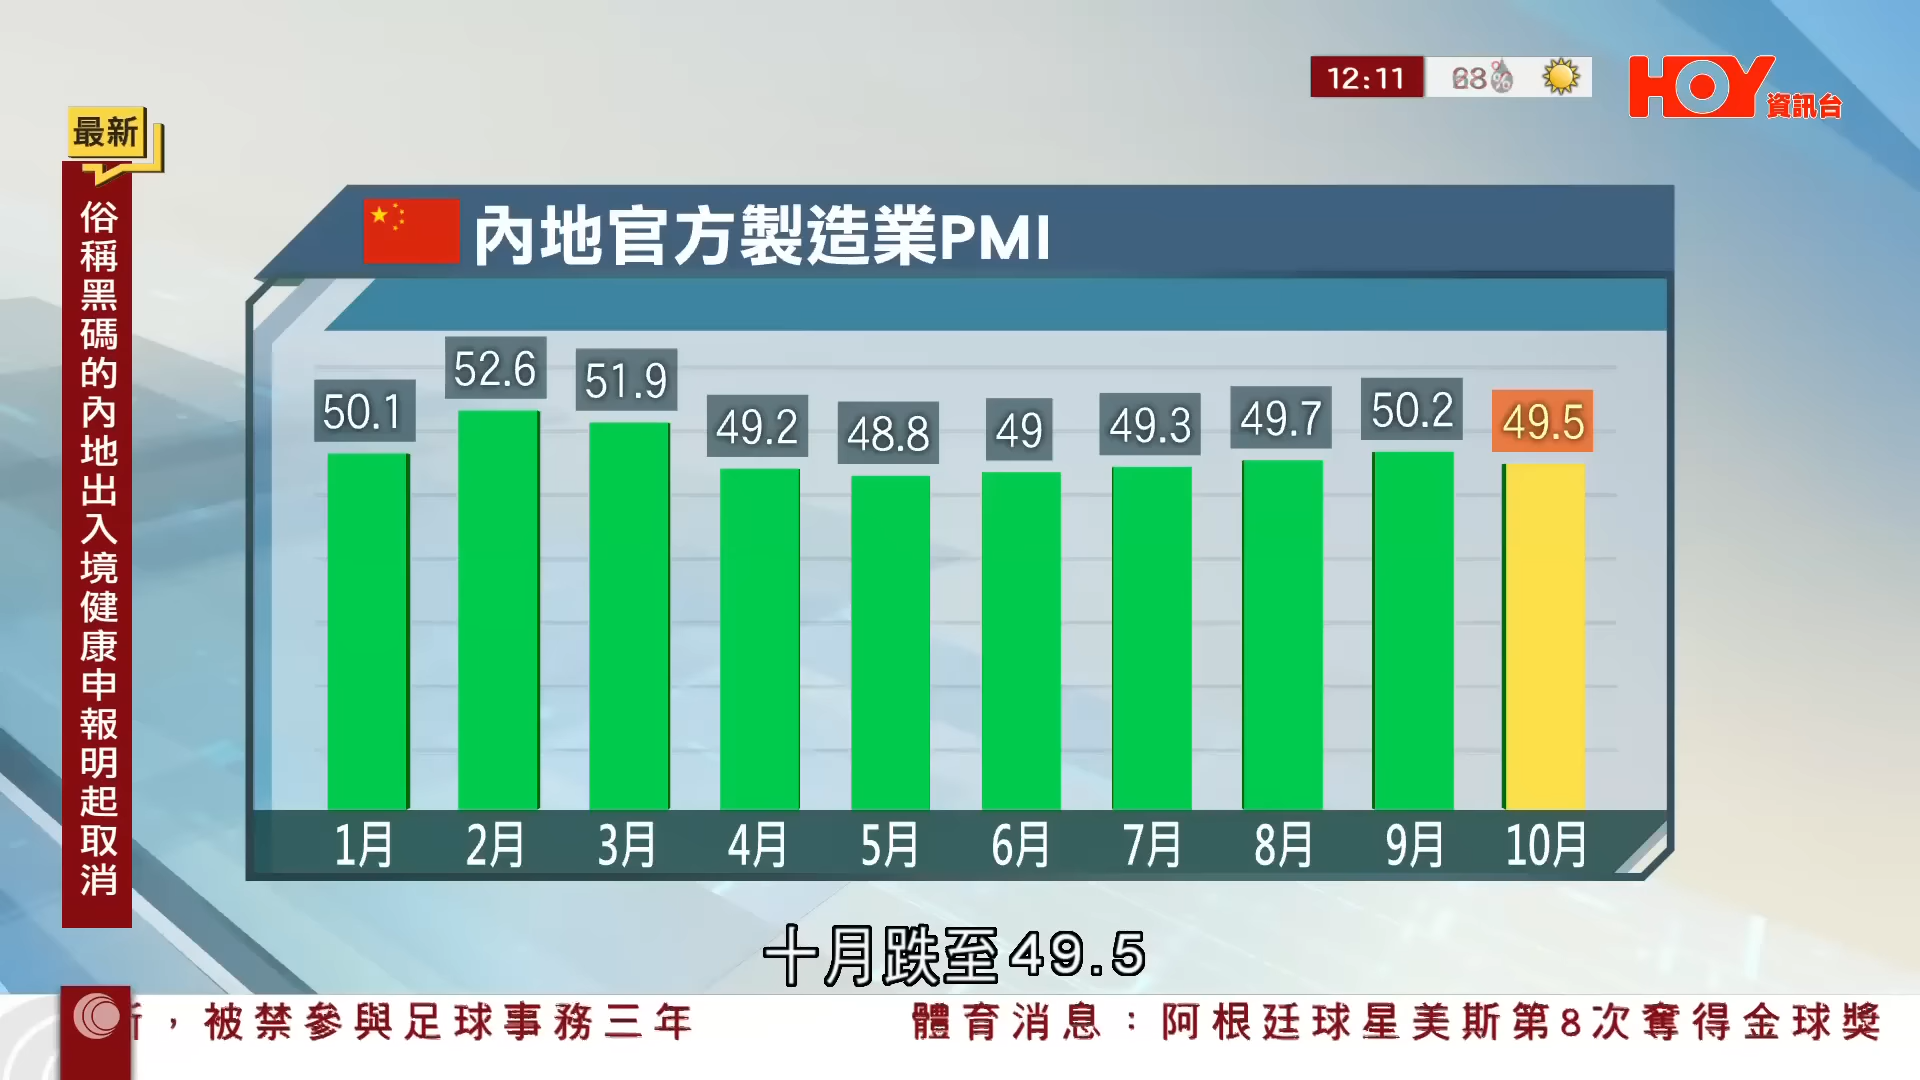 12:11
HOY 資訊台
最新
俗稱黑碼的內地出入境健康申報明起取消
內地官方製造業PMI
50.1 52.6 51.9 49.2 48.8 49 49.3 49.7 50.2 49.5
1月 2月 3月 4月 5月 6月 7月 8月 9月 10月
十月跌至49.5
，被禁參與足球事務三年 體育消息：阿根廷球星美斯第8次奪得金球獎